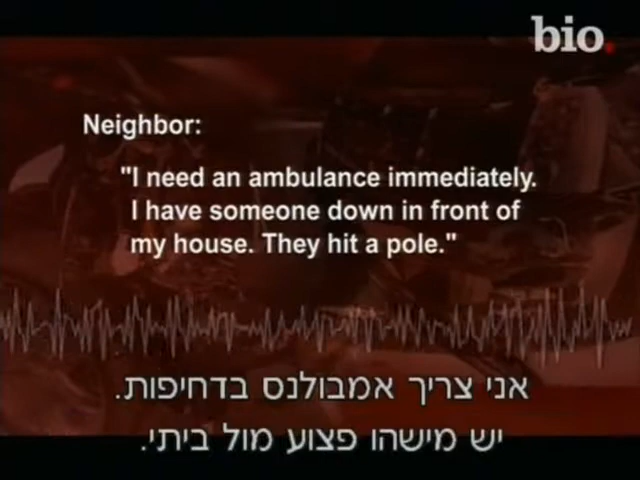 bio.
Neighbor:
"I need an ambulance immediately.
I have someone down in front of
my house. They hit a pole."
אני צריך אמבולנס בדחיפות.
יש מישהו פצוע מול ביתי.